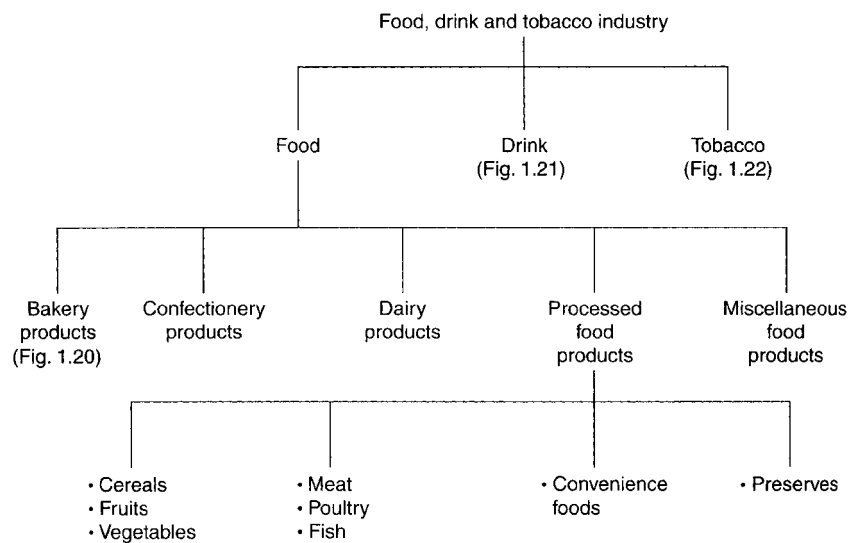 Food, drink and tobacco industry
Food
Drink
(Fig. 1.21)
Tobacco
(Fig. 1.22)
Bakery
products
(Fig. 1.20)
Confectionery
products
Dairy
products
Processed
food
products
Miscellaneous
food
products
• Cereals
• Fruits
• Vegetables
• Meat
• Poultry
• Fish
• Convenience
foods
• Preserves